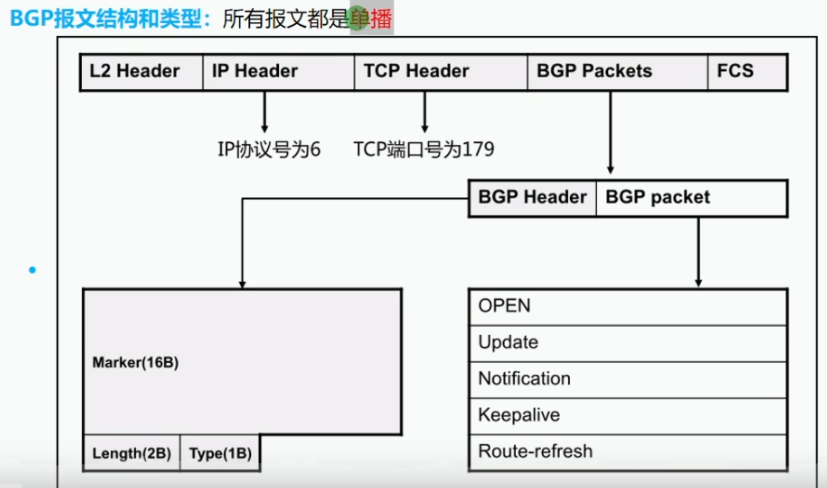 BGP报文结构和类型：所有报文都是单播
L2 Header IP Header TCP Header BGP Packets FCS
IP协议号为6 TCP端口号为179
BGP Header BGP packet
OPEN
Update
Marker(16B)
Notification
Keepalive
Length(2B) Type(1B) Route-refresh